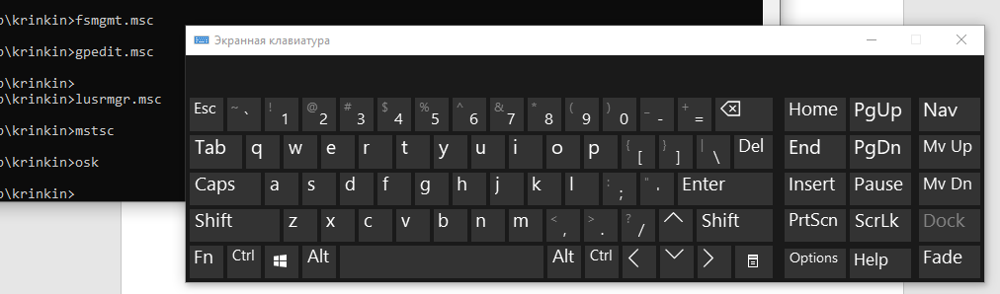 o\krinkin>fsmgmt.msc
o\krinkin>gpedit.msc
o\krinkin>
o\krinkin>lusrmgr.msc
o\krinkin>mstsc
o\krinkin>osk
o\krinkin>
Экранная клавиатура
Esc ~ ` ! 1 @ 2 # 3 $ 4 % 5 ^ 6 & 7 * 8 ( 9 ) 0 _ - + = Home PgUp Nav
Tab q w e r t y u i o p { [ } ] | \ Del End PgDn Mv Up
Caps a s d f g h j k l : ; " ' Enter Insert Pause Mv Dn
Shift z x c v b n m < , > . ? / Shift PrtScn ScrLk Dock
Fn Ctrl Alt Alt Ctrl Options Help Fade